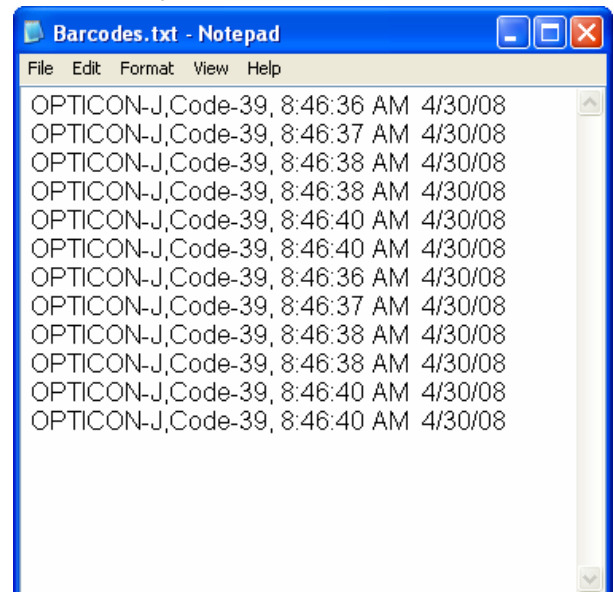 Barcodes.txt - Notepad
File Edit Format View Help
OPTICON-J,Code-39, 8:46:36 AM 4/30/08
OPTICON-J,Code-39, 8:46:37 AM 4/30/08
OPTICON-J,Code-39, 8:46:38 AM 4/30/08
OPTICON-J,Code-39, 8:46:38 AM 4/30/08
OPTICON-J,Code-39, 8:46:40 AM 4/30/08
OPTICON-J,Code-39, 8:46:40 AM 4/30/08
OPTICON-J,Code-39, 8:46:36 AM 4/30/08
OPTICON-J,Code-39, 8:46:37 AM 4/30/08
OPTICON-J,Code-39, 8:46:38 AM 4/30/08
OPTICON-J,Code-39, 8:46:38 AM 4/30/08
OPTICON-J,Code-39, 8:46:40 AM 4/30/08
OPTICON-J,Code-39, 8:46:40 AM 4/30/08